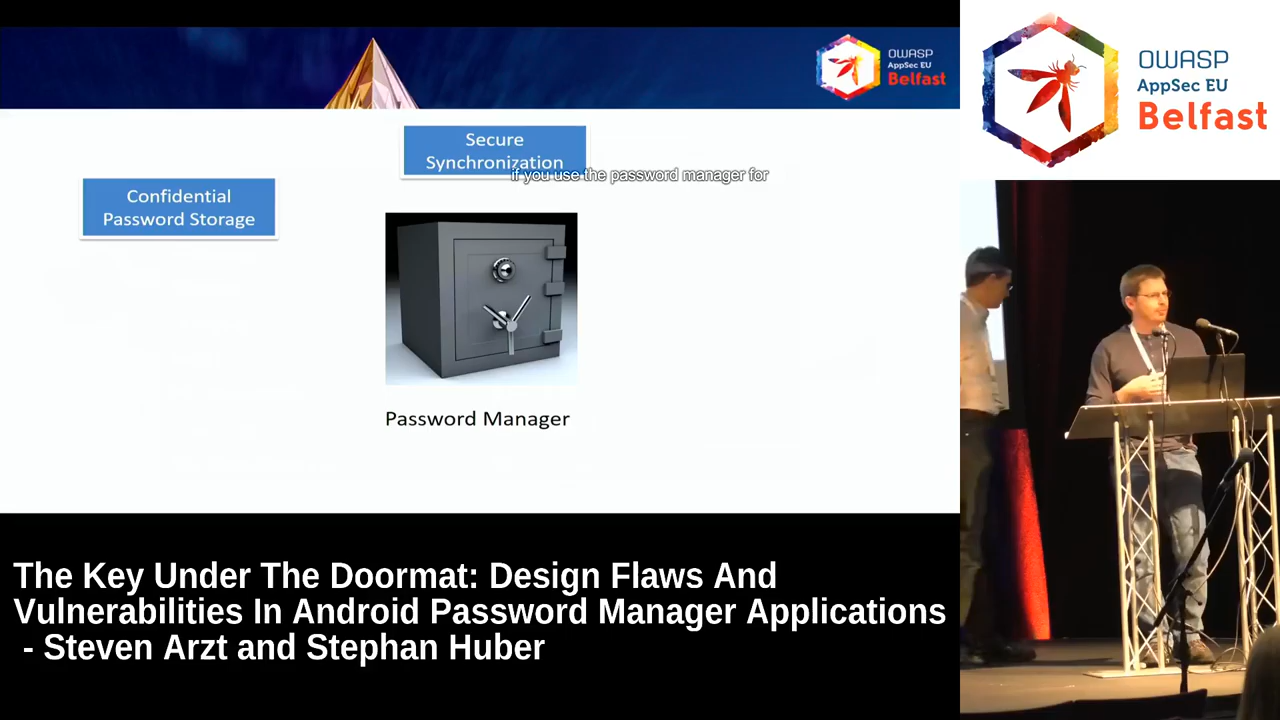 OWASP
AppSec EU
Belfast
OWASP
AppSec EU
Belfast
Secure
Synchronization
if you use the password manager for
Confidential
Password Storage
Password Manager
The Key Under The Doormat: Design Flaws And
Vulnerabilities In Android Password Manager Applications
- Steven Arzt and Stephan Huber